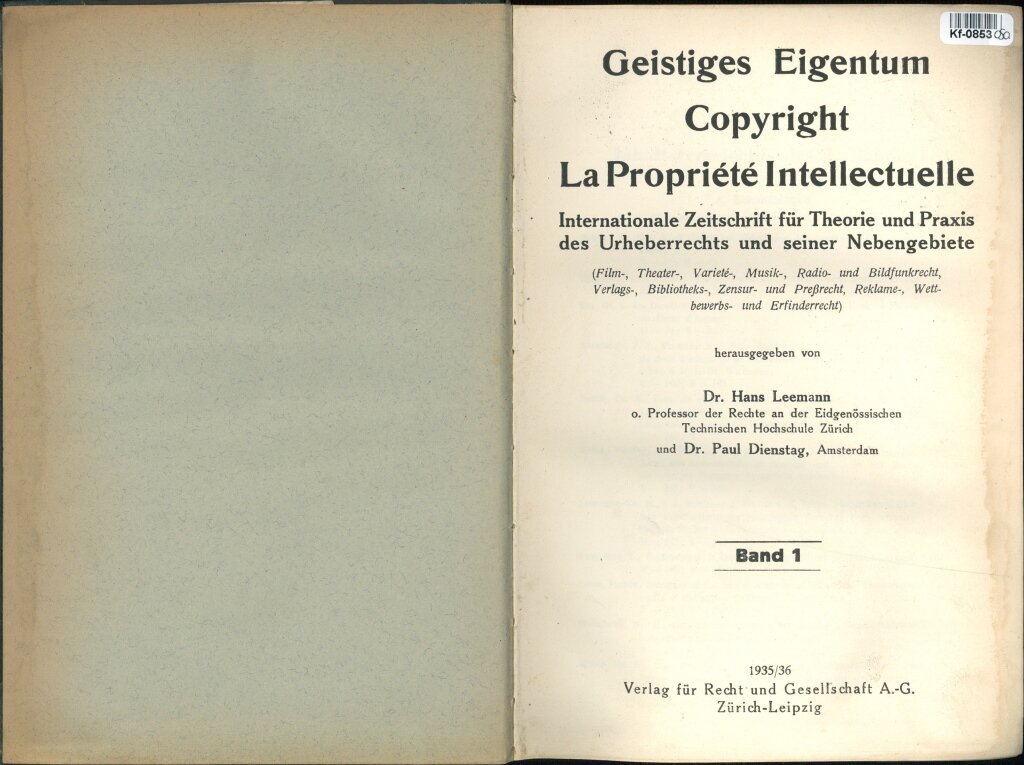 Kf-0853
Geistiges Eigentum
Copyright
La Propriété Intellectuelle
Internationale Zeitschrift für Theorie und Praxis
des Urheberrechts und seiner Nebengebiete
(Film-, Theater-, Varieté-, Musik-, Radio- und Bildfunkrecht,
Verlags-, Bibliotheks-, Zensur- und Preßrecht, Reklame-, Wett-
bewerbs- und Erfinderrecht)
herausgegeben von
Dr. Hans Leemann
o. Professor der Rechte an der Eidgenössischen
Technischen Hochschule Zürich
und Dr. Paul Dienstag, Amsterdam
Band 1
1935/36
Verlag für Recht und Gesellschaft A.-G.
Zürich-Leipzig